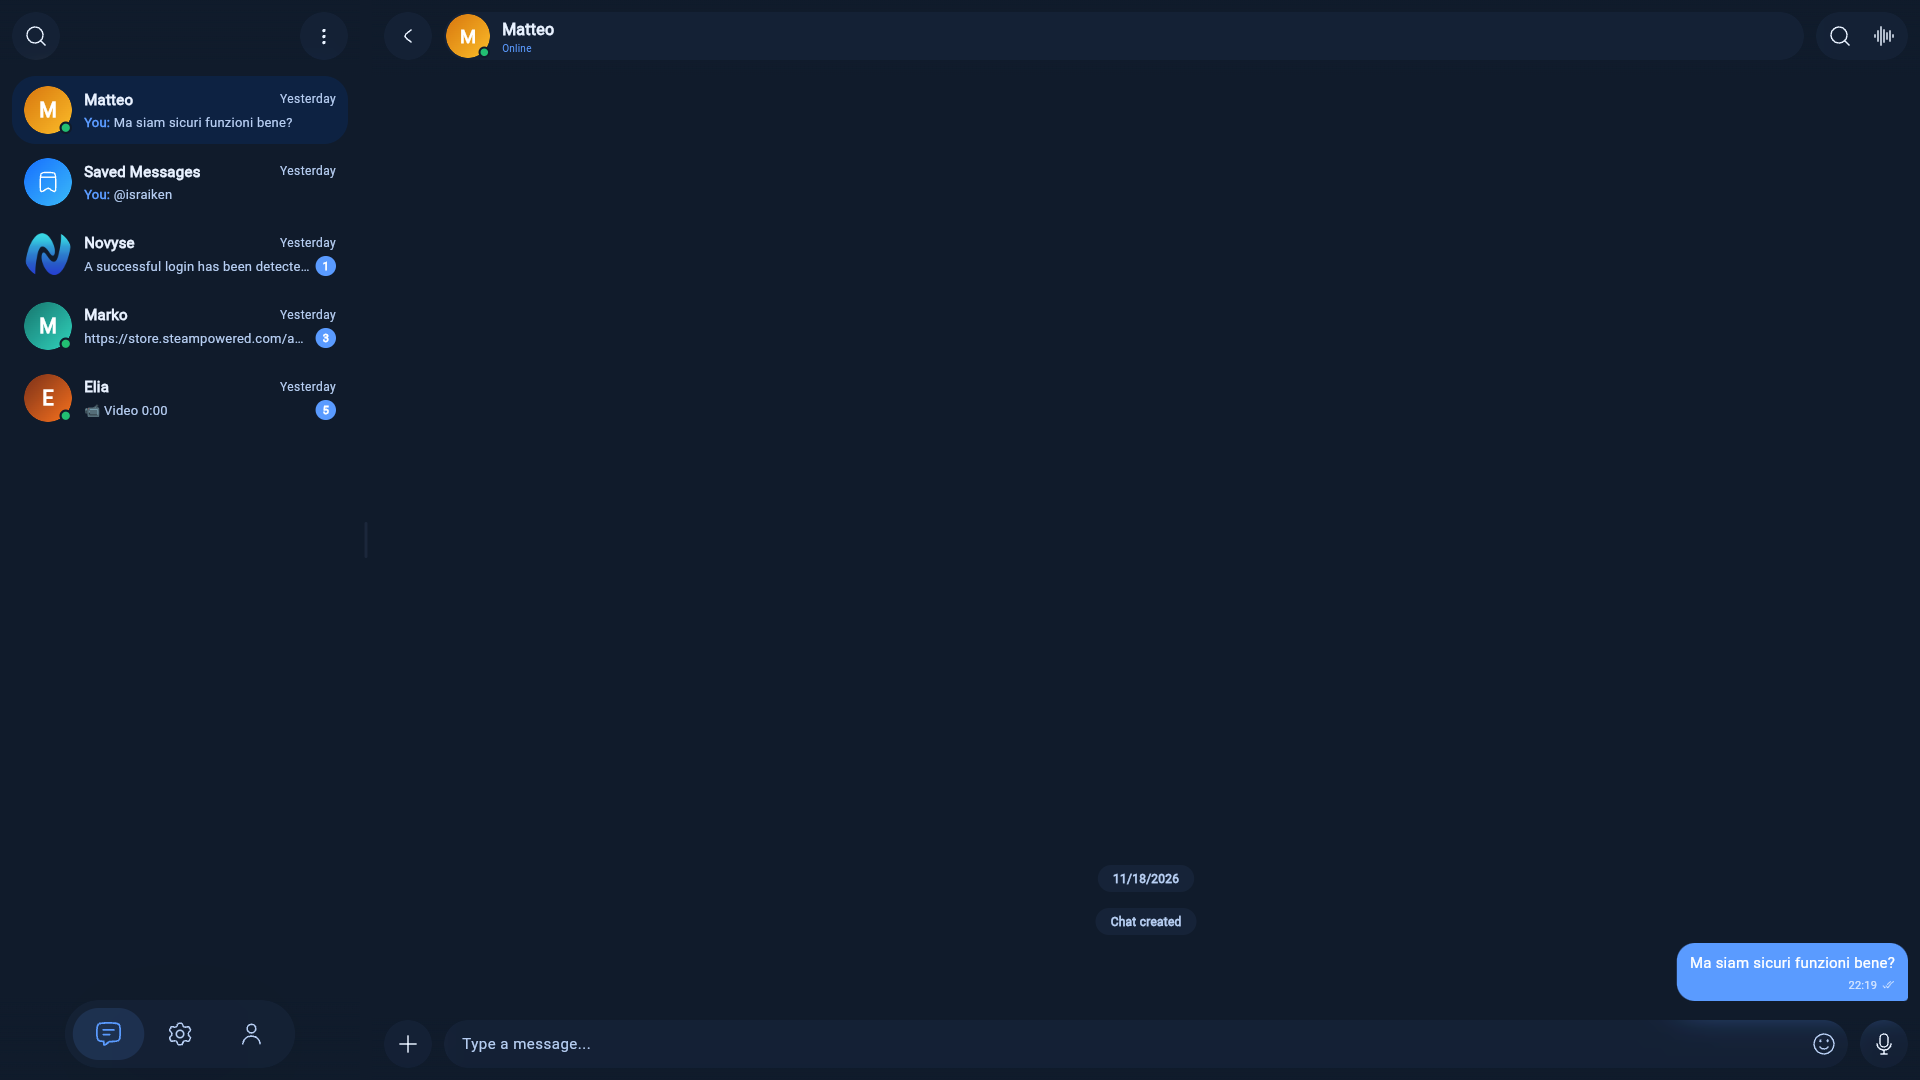 Matteo
Yesterday
You: Ma siam sicuri funzioni bene?
Saved Messages
Yesterday
You: @israiken
Novyse
Yesterday
A successful login has been detecte...
1
Marko
Yesterday
https://store.steampowered.com/a...
3
Elia
Yesterday
Video 0:00
5
M
M
E
M
Matteo
Online
11/18/2026
Chat created
Ma siam sicuri funzioni bene?
22:19
Type a message...